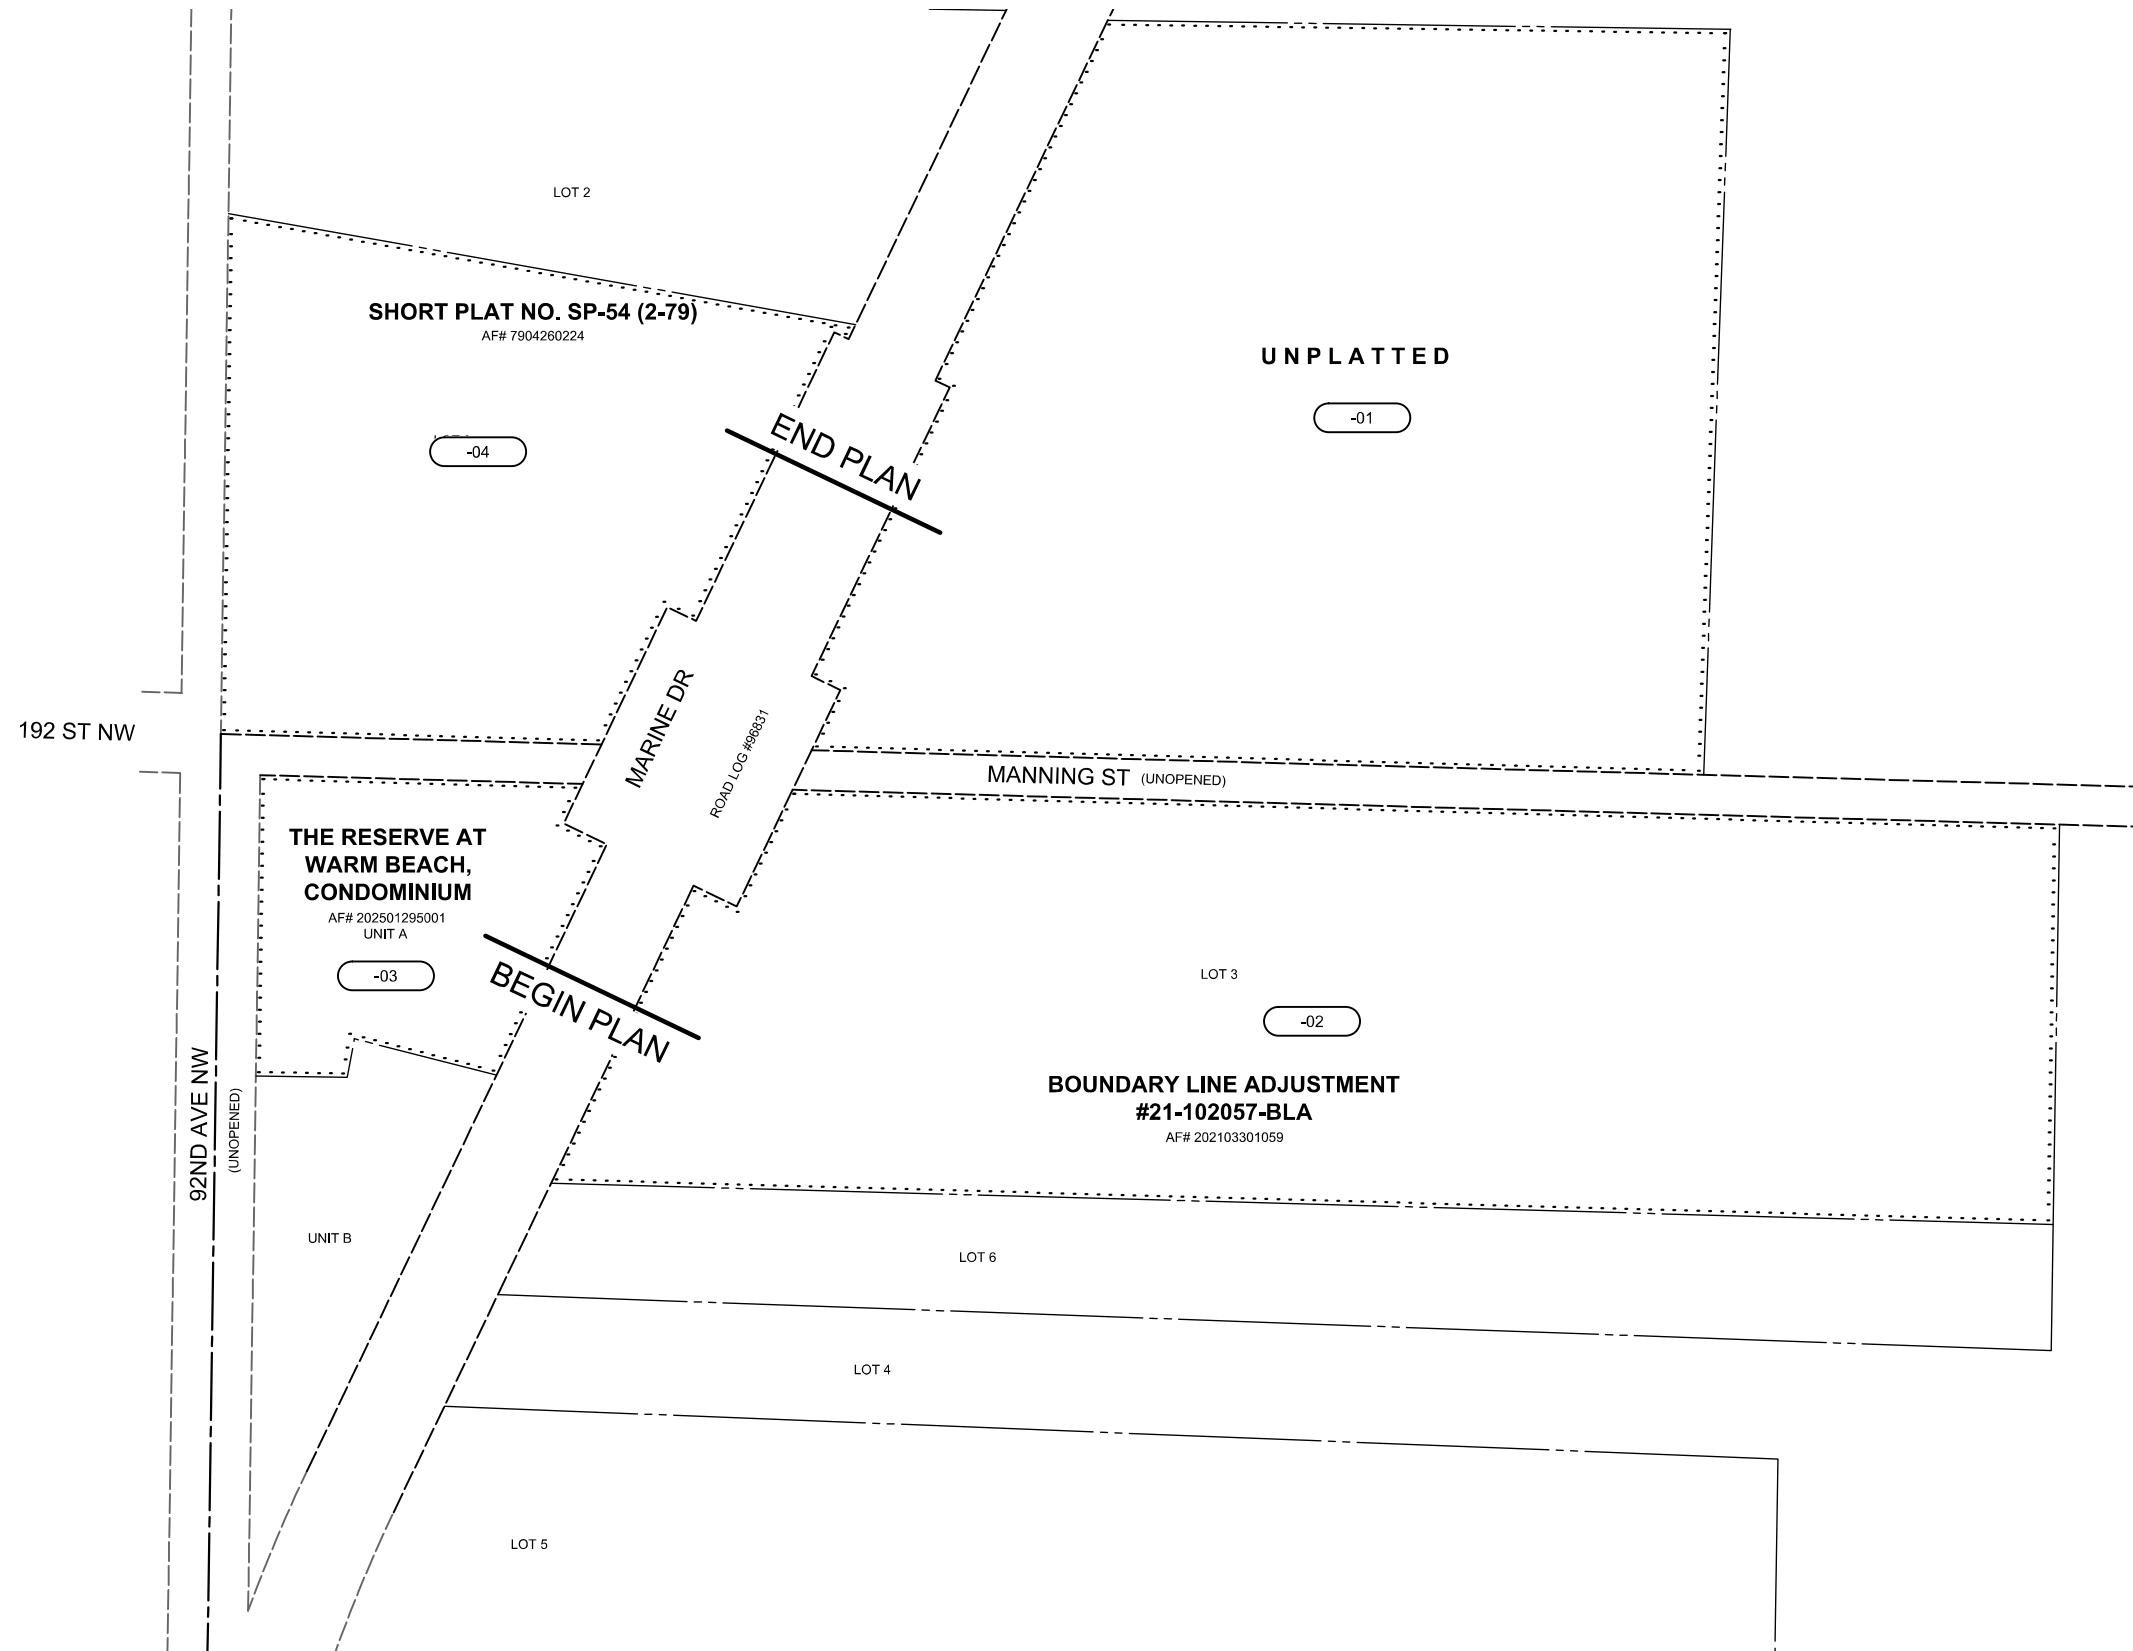 LOT 2
SHORT PLAT NO. SP-54 (2-79)
AF# 7904260224
-04
END PLAN
UNPLATTED
-01
192 ST NW
MARINE DR
ROAD LOG #96831
MANNING ST (UNOPENED)
THE RESERVE AT
WARM BEACH,
CONDOMINIUM
AF# 202501295001
UNIT A
-03
BEGIN PLAN
LOT 3
-02
BOUNDARY LINE ADJUSTMENT
#21-102057-BLA
AF# 202103301059
92ND AVE NW
(UNOPENED)
UNIT B
LOT 6
LOT 4
LOT 5